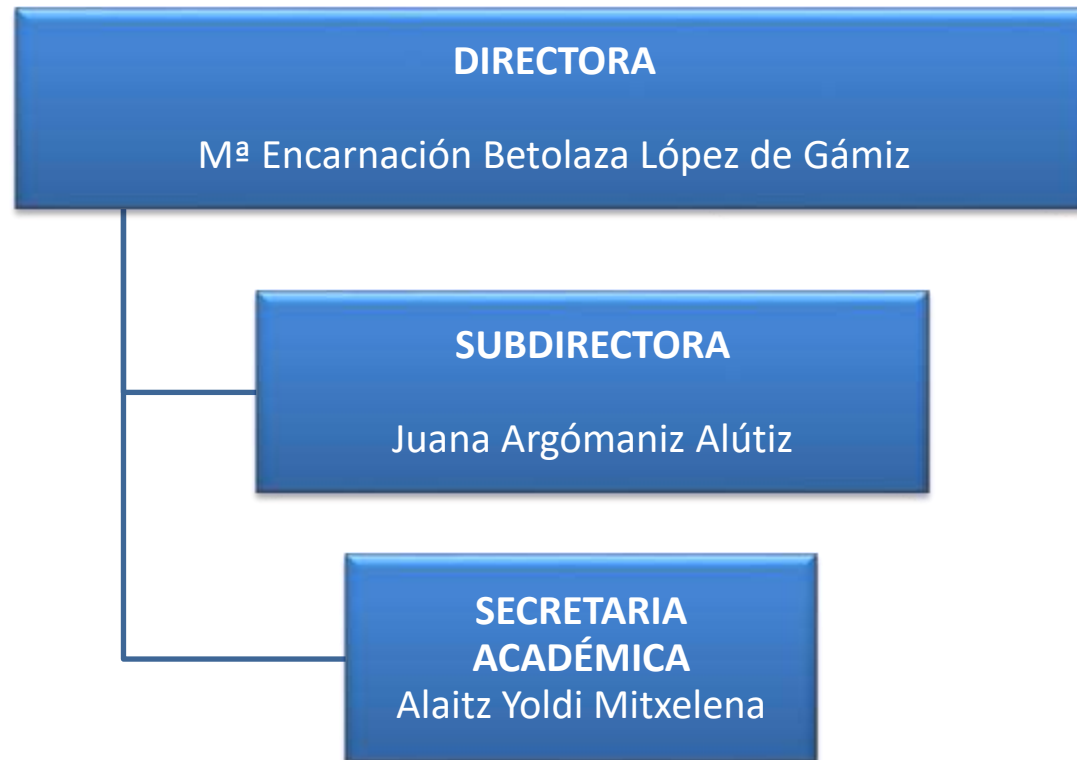 DIRECTORA
Mª Encarnación Betolaza López de Gámiz
SUBDIRECTORA
Juana Argómaniz Alútiz
SECRETARIA
ACADÉMICA
Alaitz Yoldi Mitxelena